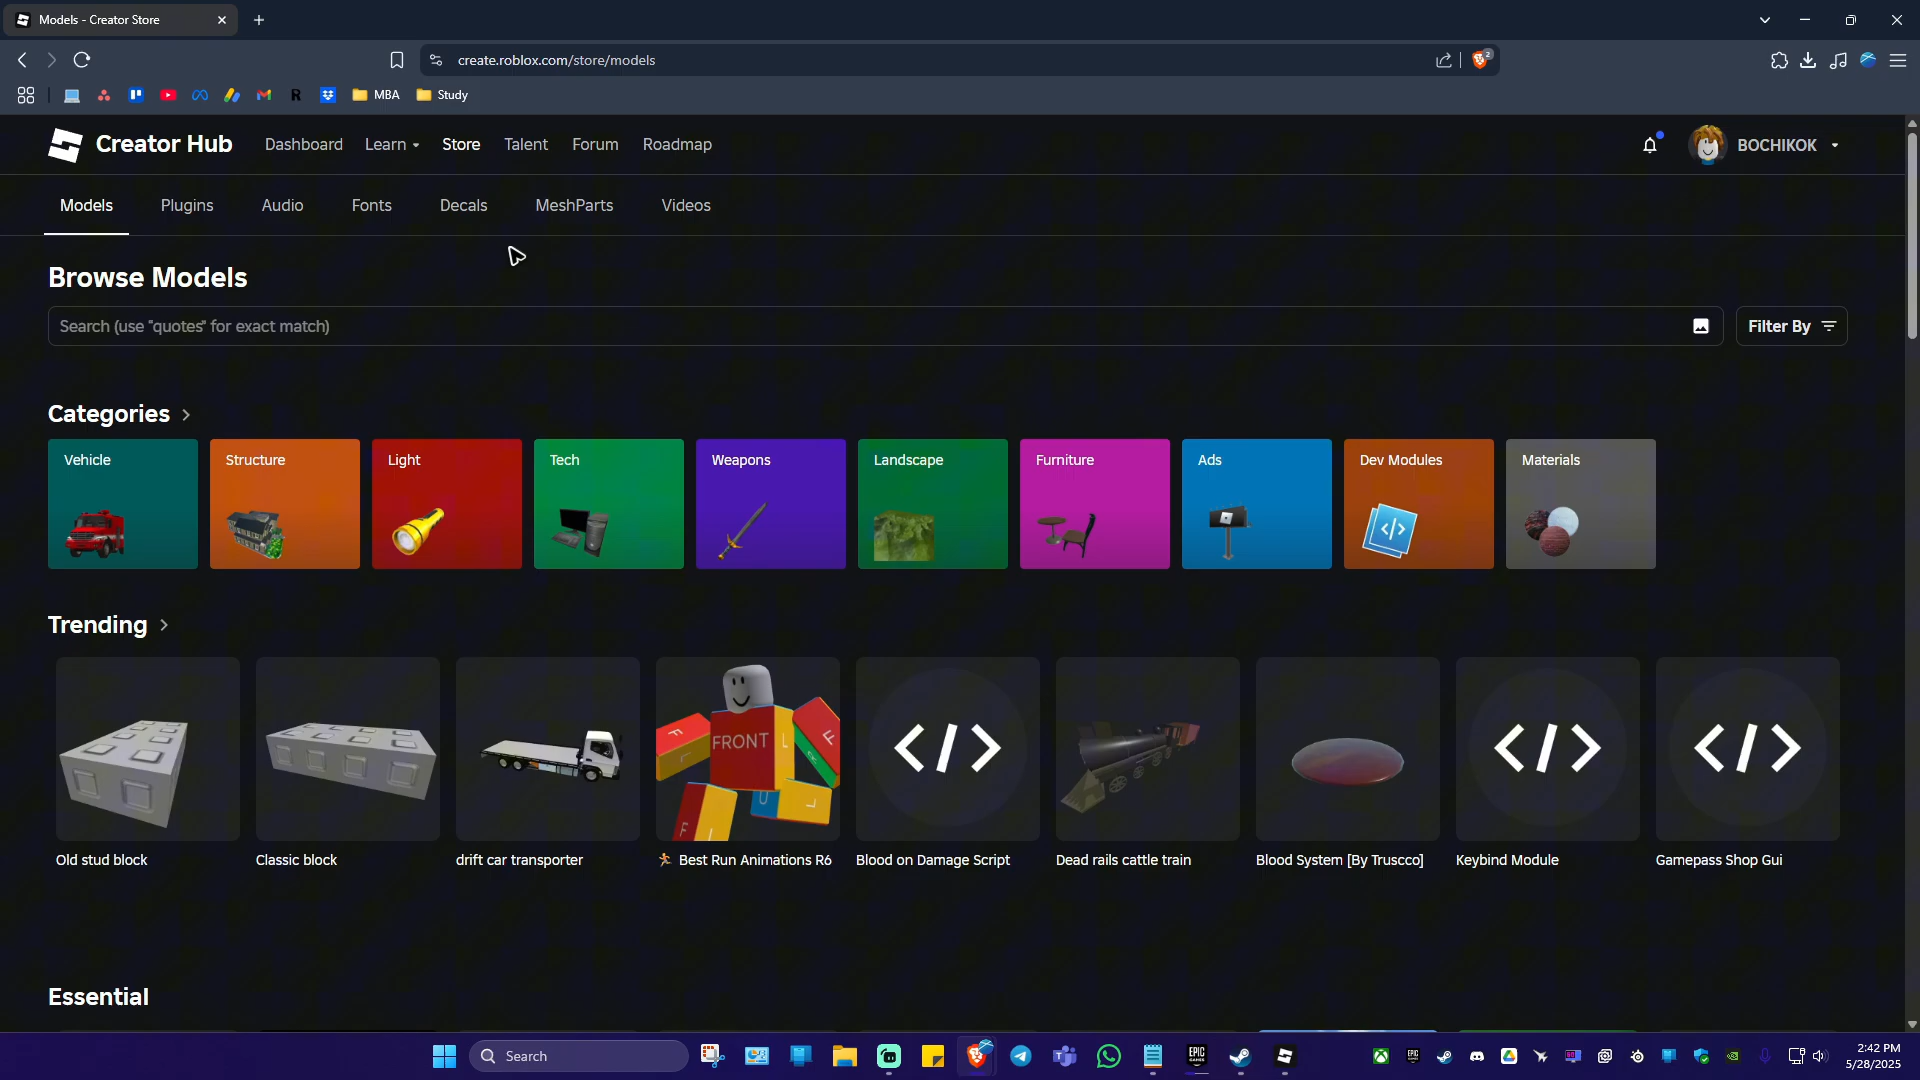 Models - Creator Store
create.roblox.com/store/models
2
MBA
Study
Creator Hub
Dashboard
Learn
Store
Talent
Forum
Roadmap
BOCHIKOK
Models
Plugins
Audio
Fonts
Decals
MeshParts
Videos
Browse Models
Search (use "quotes" for exact match)
Filter By
Categories
Vehicle
Structure
Light
Tech
Weapons
Landscape
Furniture
Ads
Dev Modules
Materials
Trending
FRONT
L
F
F
U
L
F
Old stud block
Classic block
drift car transporter
Best Run Animations R6
Blood on Damage Script
Dead rails cattle train
Blood System [By Truscco]
Keybind Module
Gamepass Shop Gui
Essential
Search
EPIC
GAMES
2:42 PM
5/28/2025